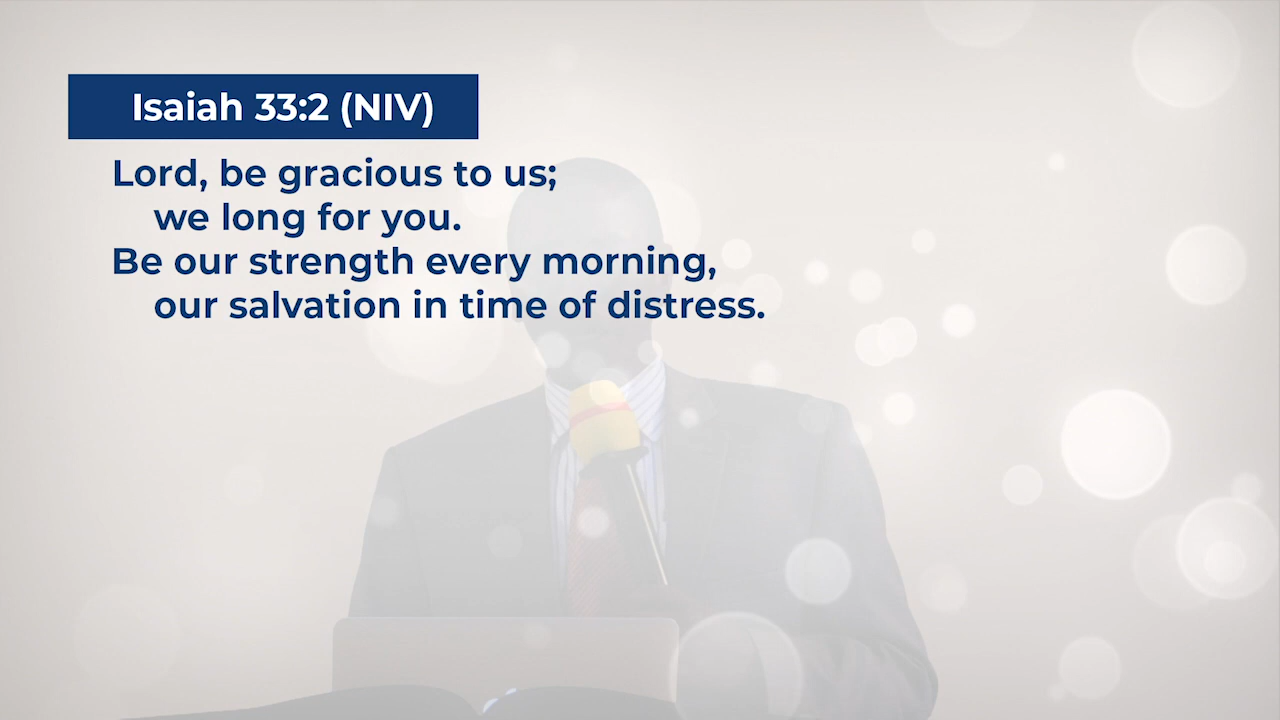 Isaiah 33:2 (NIV)
Lord, be gracious to us;
we long for you.
Be our strength every morning,
our salvation in time of distress.